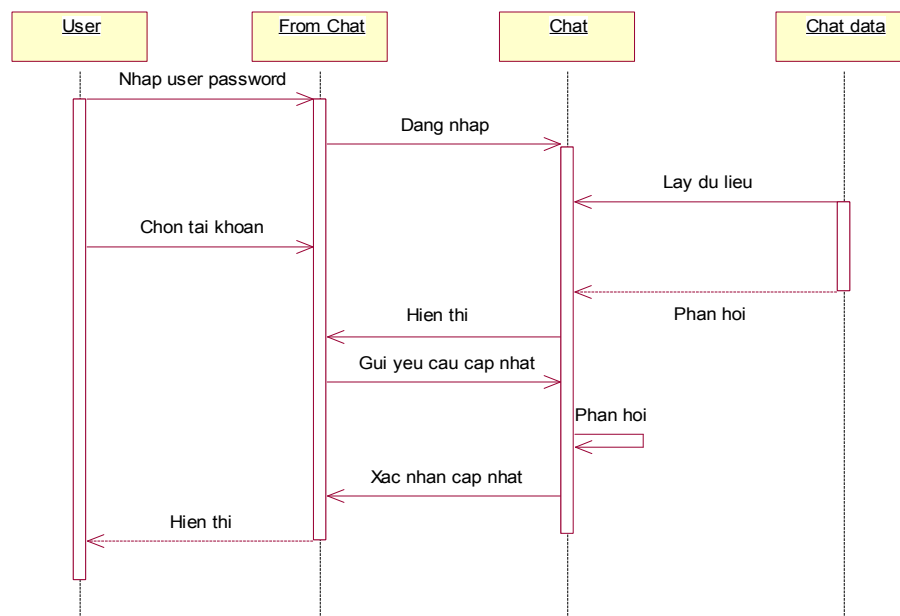 User
From Chat
Chat
Chat data
Nhap user password
Dang nhap
Lay du lieu
Chon tai khoan
Phan hoi
Hien thi
Gui yeu cau cap nhat
Phan hoi
Xac nhan cap nhat
Hien thi